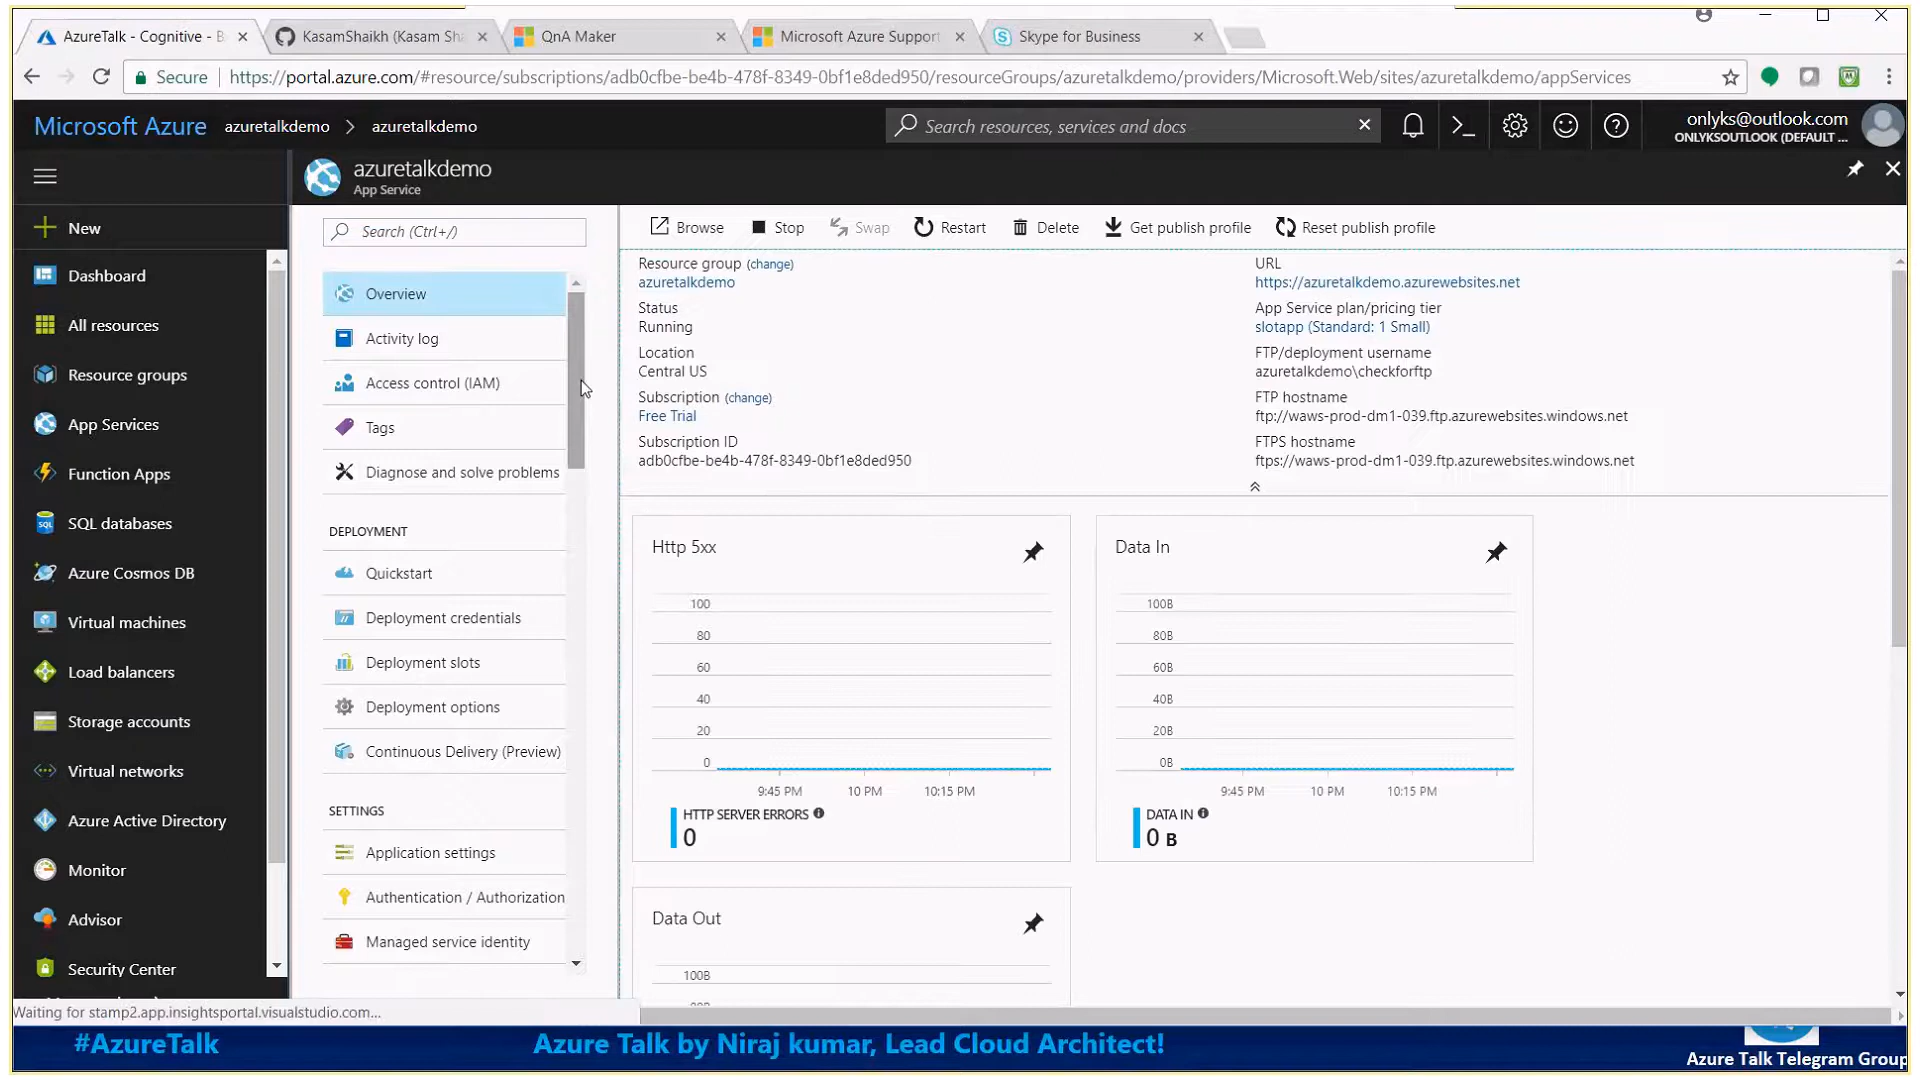 AzureTalk - Cognitive - B
KasamShaikh (Kasam Sha
QnA Maker
Microsoft Azure Support
Skype for Business
Secure
https://portal.azure.com/#resource/subscriptions/adb0cfbe-be4b-478f-8349-0bf1e8ded950/resourceGroups/azuretalkdemo/providers/Microsoft.Web/sites/azuretalkdemo/appServices
Microsoft Azure azuretalkdemo > azuretalkdemo
Search resources, services and docs
onlyks@outlook.com
ONLYKSOUTLOOK (DEFAULT ...
azuretalkdemo
App Service
New
Dashboard
All resources
Resource groups
App Services
Function Apps
SQL databases
Azure Cosmos DB
Virtual machines
Load balancers
Storage accounts
Virtual networks
Azure Active Directory
Monitor
Advisor
Security Center
Search (Ctrl+/)
Overview
Activity log
Access control (IAM)
Tags
Diagnose and solve problems
DEPLOYMENT
Quickstart
Deployment credentials
Deployment slots
Deployment options
Continuous Delivery (Preview)
SETTINGS
Application settings
Authentication / Authorization
Managed service identity
Browse Stop Swap Restart Delete Get publish profile Reset publish profile
Resource group (change)
azuretalkdemo
Status
Running
Location
Central US
Subscription (change)
Free Trial
Subscription ID
adb0cfbe-be4b-478f-8349-0bf1e8ded950
URL
https://azuretalkdemo.azurewebsites.net
App Service plan/pricing tier
slotapp (Standard: 1 Small)
FTP/deployment username
azuretalkdemo\checkforftp
FTP hostname
ftp://waws-prod-dm1-039.ftp.azurewebsites.windows.net
FTPS hostname
ftps://waws-prod-dm1-039.ftp.azurewebsites.windows.net
Http 5xx
100
80
60
40
20
0
9:45 PM 10 PM 10:15 PM
HTTP SERVER ERRORS
0
Data In
100B
80B
60B
40B
20B
0B
9:45 PM 10 PM 10:15 PM
DATA IN
0 B
Data Out
100B
Waiting for stamp2.app.insightsportal.visualstudio.com...
#AzureTalk
Azure Talk by Niraj kumar, Lead Cloud Architect!
Azure Talk Telegram Group